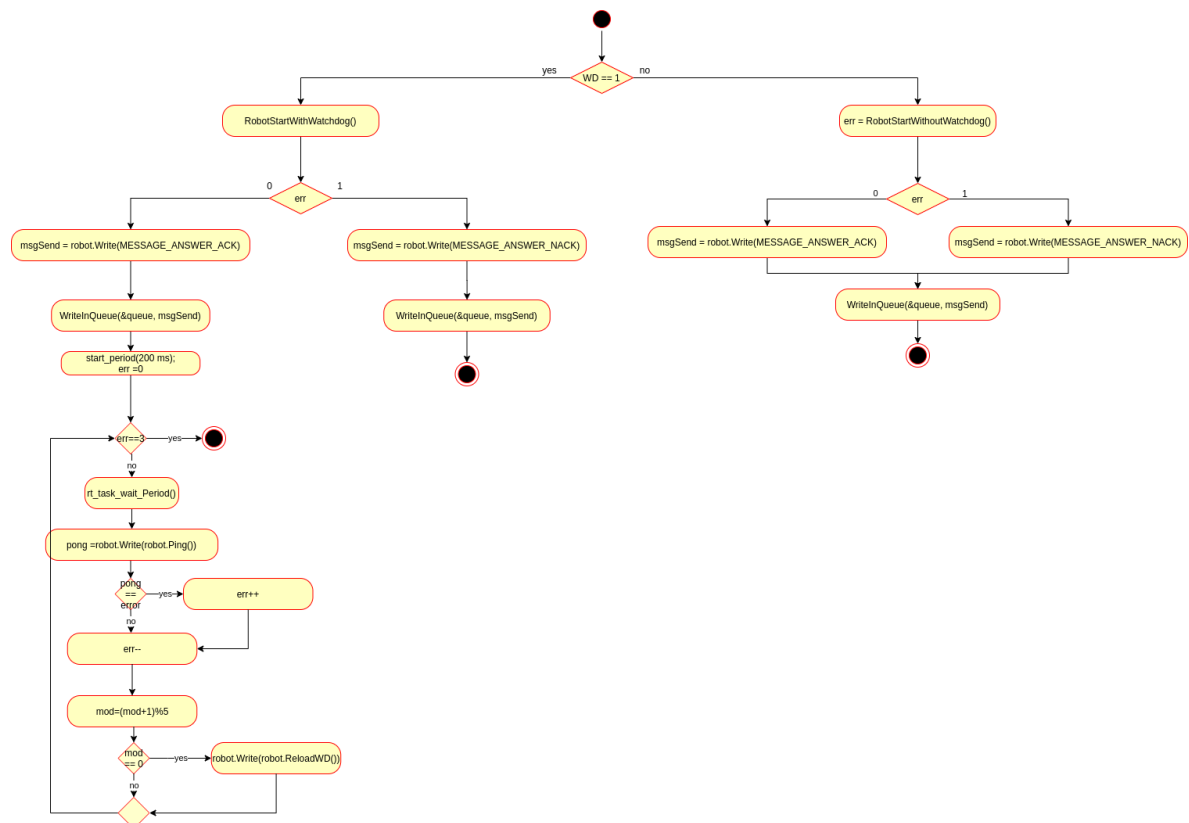 WD == 1
yes
no
RobotStartWithWatchdog()
err = RobotStartWithoutWatchdog()
err
0
1
err
0
1
msgSend = robot.Write(MESSAGE_ANSWER_ACK)
msgSend = robot.Write(MESSAGE_ANSWER_NACK)
msgSend = robot.Write(MESSAGE_ANSWER_ACK)
msgSend = robot.Write(MESSAGE_ANSWER_NACK)
WriteInQueue(&queue, msgSend)
WriteInQueue(&queue, msgSend)
WriteInQueue(&queue, msgSend)
start_period(200 ms);
err =0
err==3
yes
no
rt_task_wait_Period()
pong =robot.Write(robot.Ping())
pong
==
error
yes
err++
no
err--
mod=(mod+1)%5
mod
== 0
yes
robot.Write(robot.ReloadWD())
no